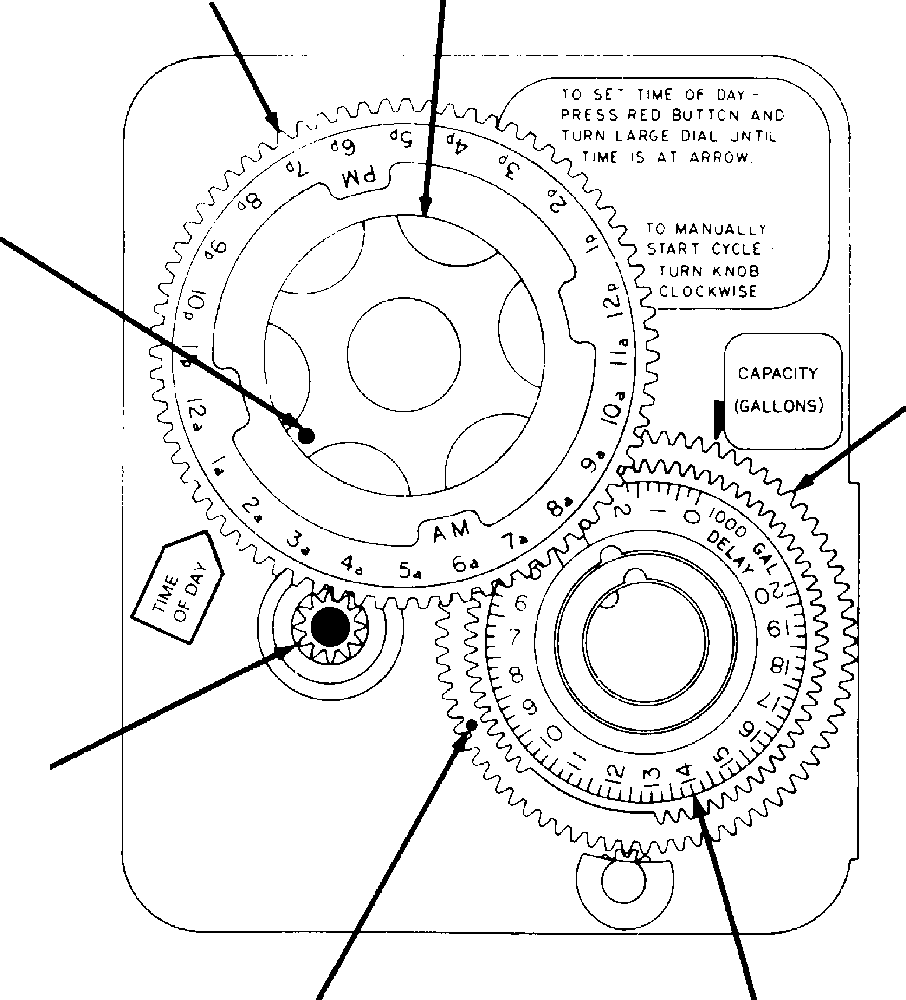 TO SET TIME OF DAY -
PRESS RED BUTTON AND
TURN LARGE DIAL UNTIL
TIME IS AT ARROW.
TO MANUALLY
START CYCLE -
TURN KNOB
CLOCKWISE
CAPACITY
(GALLONS)
PM
5p
4p
3p
2p
1p
12p
11a
10a
9a
8a
7a
6a
5a
4a
3a
2a
1a
12a
11p
10p
9p
8p
7p
6p
AM
TIME
OF DAY
1000 GAL
DELAY
0
1
2
5
6
7
8
9
10
11
12
13
14
15
16
17
18
19
20